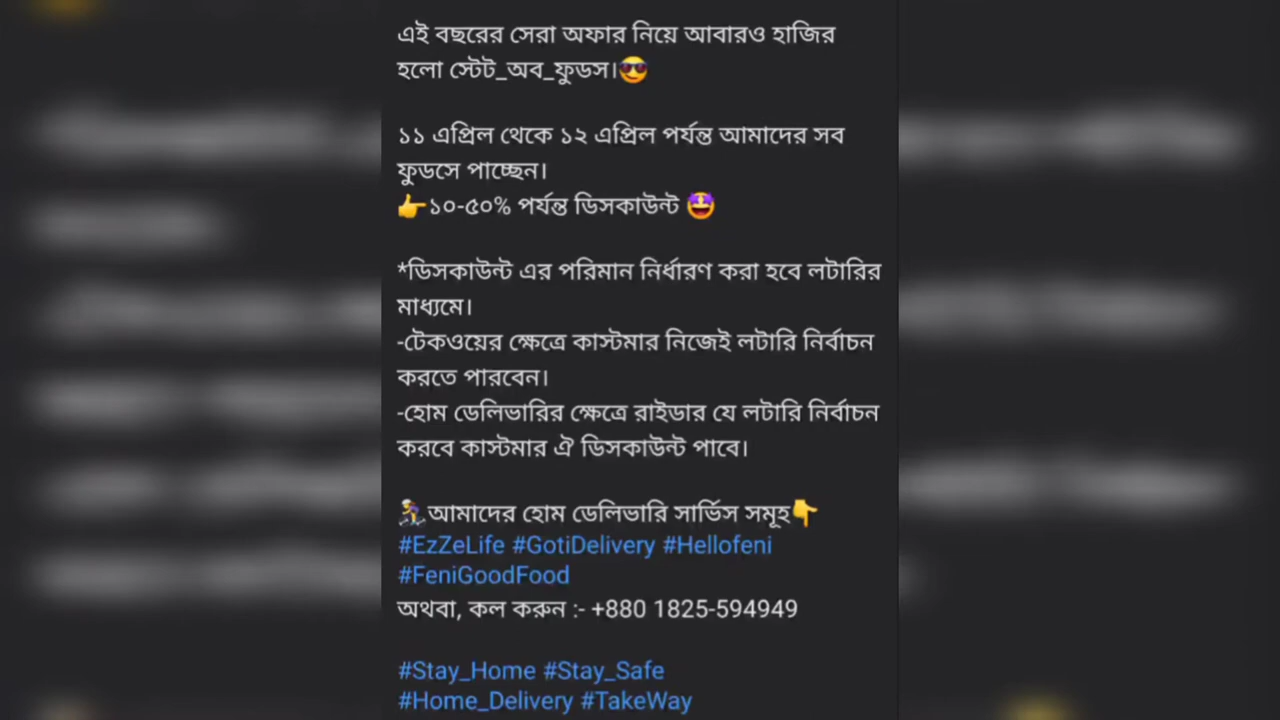 এই বছরের সেরা অফার নিয়ে আবারও হাজির
হলো স্টেট_অব_ফুডস।😎
১১ এপ্রিল থেকে ১২ এপ্রিল পর্যন্ত আমাদের সব
ফুডসে পাচ্ছেন।
👉১০-৫০% পর্যন্ত ডিসকাউন্ট 🤩
*ডিসকাউন্ট এর পরিমান নির্ধারণ করা হবে লটারির
মাধ্যমে।
-টেকওয়ের ক্ষেত্রে কাস্টমার নিজেই লটারি নির্বাচন
করতে পারবেন।
-হোম ডেলিভারির ক্ষেত্রে রাইডার যে লটারি নির্বাচন
করবে কাস্টমার ঐ ডিসকাউন্ট পাবে।
আমাদের হোম ডেলিভারি সার্ভিস সমূহ👇
#EzZeLife #GotiDelivery #Hellofeni
#FeniGoodFood
অথবা, কল করুন :- +880 1825-594949
#Stay_Home #Stay_Safe
#Home_Delivery #TakeWay